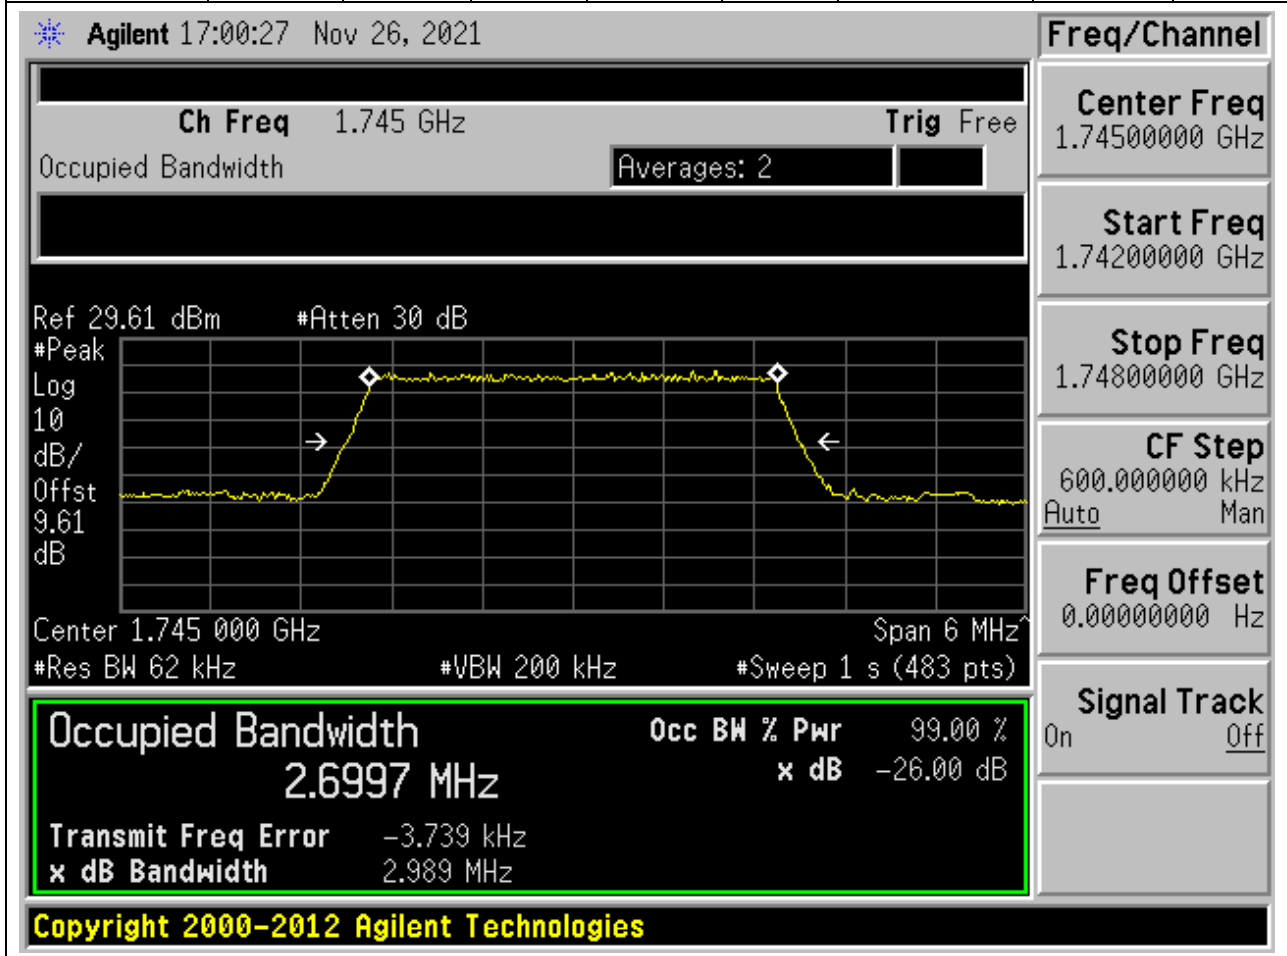 Agilent 17:00:27 Nov 26, 2021
Freq/Channel
Ch Freq 1.745 GHz Trig Free
Occupied Bandwidth Averages: 2
Center Freq
1.74500000 GHz
Start Freq
1.74200000 GHz
Stop Freq
1.74800000 GHz
CF Step
600.000000 kHz
Auto Man
Freq Offset
0.00000000 Hz
Signal Track
On Off
Ref 29.61 dBm #Atten 30 dB
#Peak
Log
10
dB/
Offst
9.61
dB
Center 1.745 000 GHz Span 6 MHz^
#Res BW 62 kHz #VBW 200 kHz #Sweep 1 s (483 pts)
Occupied Bandwidth Occ BW % Pwr 99.00 %
2.6997 MHz x dB -26.00 dB
Transmit Freq Error -3.739 kHz
x dB Bandwidth 2.989 MHz
Copyright 2000-2012 Agilent Technologies